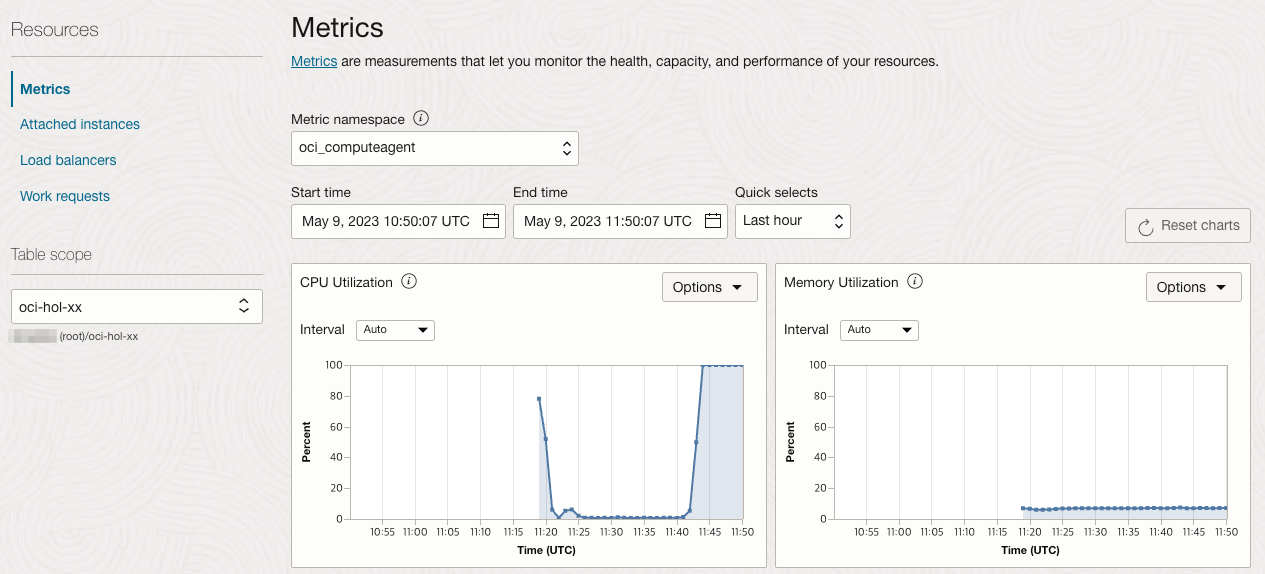 Resources
Metrics
Attached instances
Load balancers
Work requests
Table scope
oci-hol-xx
(root)/oci-hol-xx
Metrics
Metrics are measurements that let you monitor the health, capacity, and performance of your resources.
Metric namespace i
oci_computeagent
Start time End time Quick selects
May 9, 2023 10:50:07 UTC May 9, 2023 11:50:07 UTC Last hour
Reset charts
CPU Utilization i
Options
Interval Auto
100
80
60
40
20
0
Percent
10:55 11:00 11:05 11:10 11:15 11:20 11:25 11:30 11:35 11:40 11:45 11:50
Time (UTC)
Memory Utilization i
Options
Interval Auto
100
80
60
40
20
0
Percent
10:55 11:00 11:05 11:10 11:15 11:20 11:25 11:30 11:35 11:40 11:45 11:50
Time (UTC)